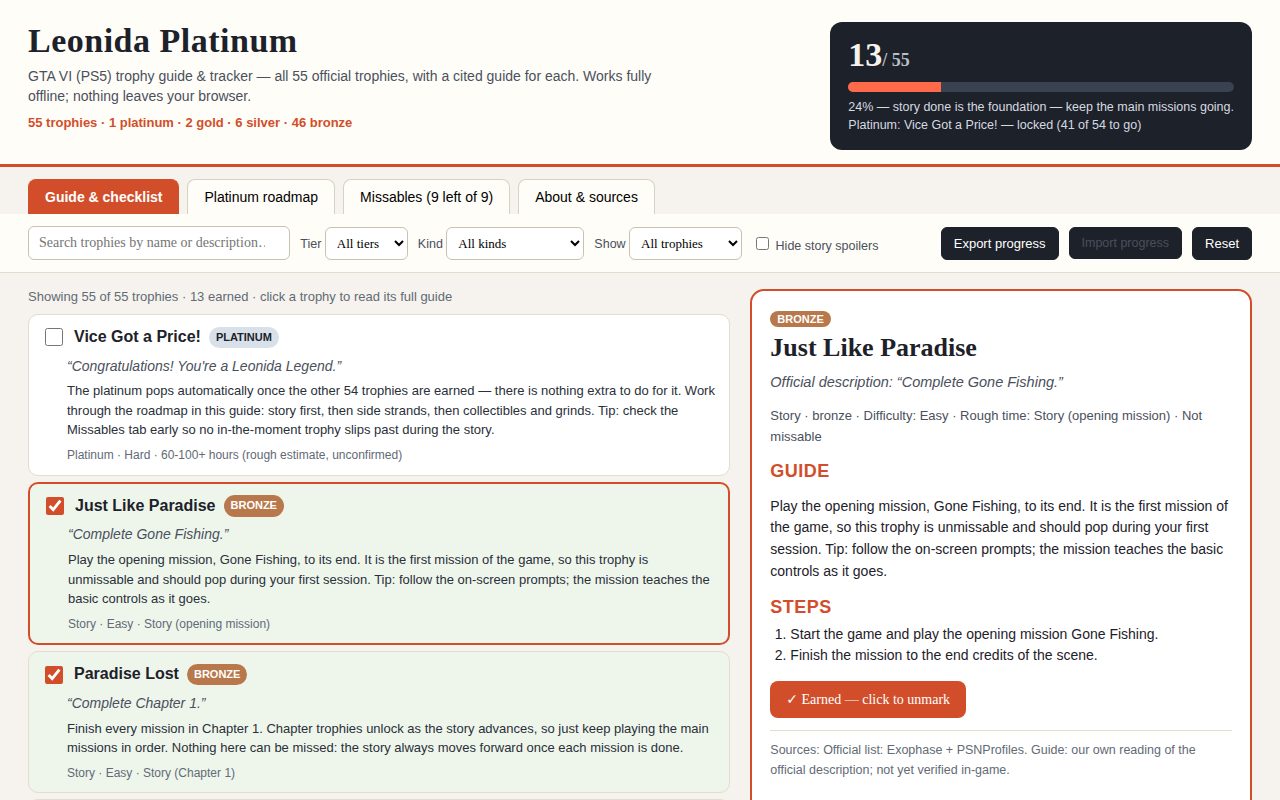 Leonida Platinum
GTA VI (PS5) trophy guide & tracker — all 55 official trophies, with a cited guide for each. Works fully
offline; nothing leaves your browser.
55 trophies · 1 platinum · 2 gold · 6 silver · 46 bronze
13/ 55
24% — story done is the foundation — keep the main missions going.
Platinum: Vice Got a Price! — locked (41 of 54 to go)
Guide & checklist
Platinum roadmap
Missables (9 left of 9)
About & sources
Search trophies by name or description..
Tier All tiers
Kind All kinds
Show All trophies
Hide story spoilers
Export progress
Import progress
Reset
Showing 55 of 55 trophies · 13 earned · click a trophy to read its full guide
Vice Got a Price! PLATINUM
“Congratulations! You're a Leonida Legend.”
The platinum pops automatically once the other 54 trophies are earned — there is nothing extra to do for it. Work
through the roadmap in this guide: story first, then side strands, then collectibles and grinds. Tip: check the
Missables tab early so no in-the-moment trophy slips past during the story.
Platinum · Hard · 60-100+ hours (rough estimate, unconfirmed)
Just Like Paradise BRONZE
“Complete Gone Fishing.”
Play the opening mission, Gone Fishing, to its end. It is the first mission of the game, so this trophy is
unmissable and should pop during your first session. Tip: follow the on-screen prompts; the mission teaches the
basic controls as it goes.
Story · Easy · Story (opening mission)
Paradise Lost BRONZE
“Complete Chapter 1.”
Finish every mission in Chapter 1. Chapter trophies unlock as the story advances, so just keep playing the main
missions in order. Nothing here can be missed: the story always moves forward once each mission is done.
Story · Easy · Story (Chapter 1)
BRONZE
Just Like Paradise
Official description: “Complete Gone Fishing.”
Story · bronze · Difficulty: Easy · Rough time: Story (opening mission) · Not
missable
GUIDE
Play the opening mission, Gone Fishing, to its end. It is the first mission of
the game, so this trophy is unmissable and should pop during your first
session. Tip: follow the on-screen prompts; the mission teaches the basic
controls as it goes.
STEPS
1. Start the game and play the opening mission Gone Fishing.
2. Finish the mission to the end credits of the scene.
✓ Earned — click to unmark
Sources: Official list: Exophase + PSNProfiles. Guide: our own reading of the
official description; not yet verified in-game.